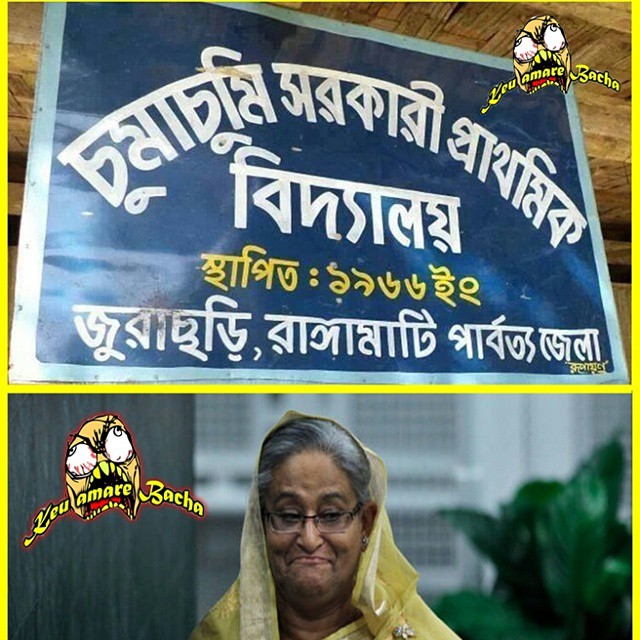 Keu amare Bacha
চুমাচুমি সরকারী প্রাথমিক
বিদ্যালয়
স্থাপিত : ১৯৬৬ ইং
জুরাছড়ি, রাঙ্গামাটি পার্বত্য জেলা
রূপায়ণ
Keu amare Bacha